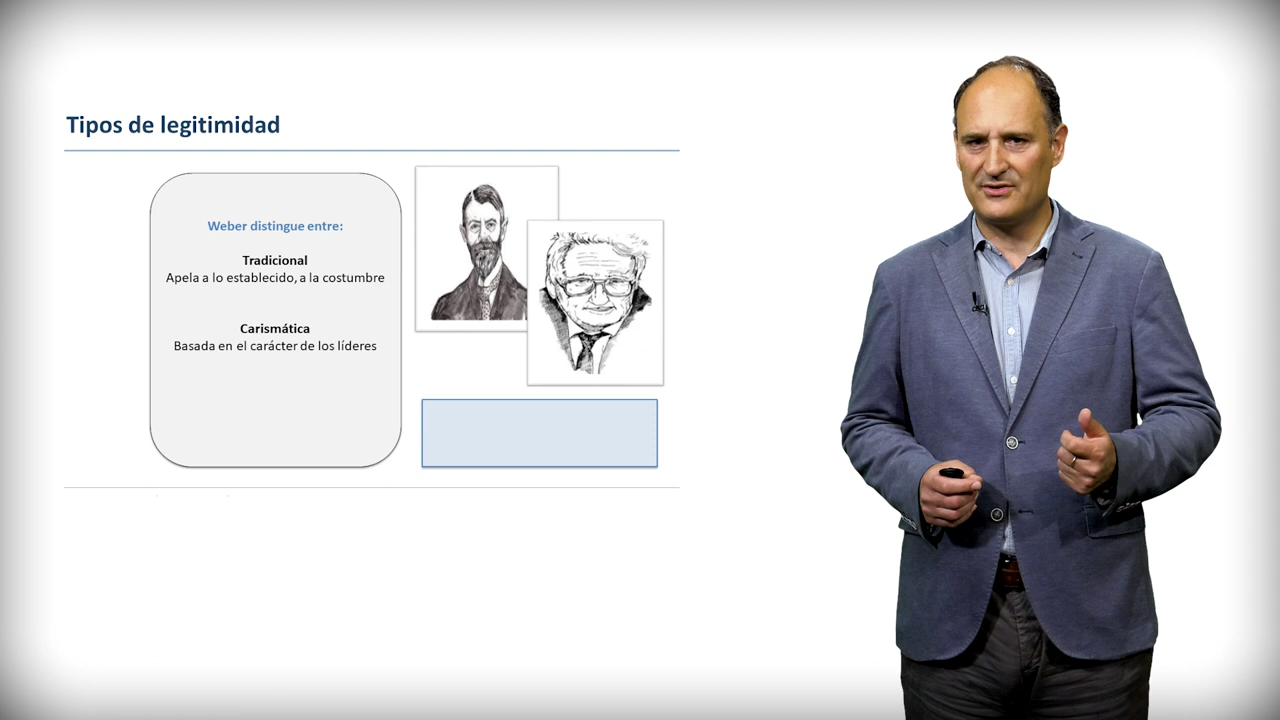 Tipos de legitimidad
Weber distingue entre:
Tradicional
Apela a lo establecido, a la costumbre
Carismática
Basada en el carácter de los líderes